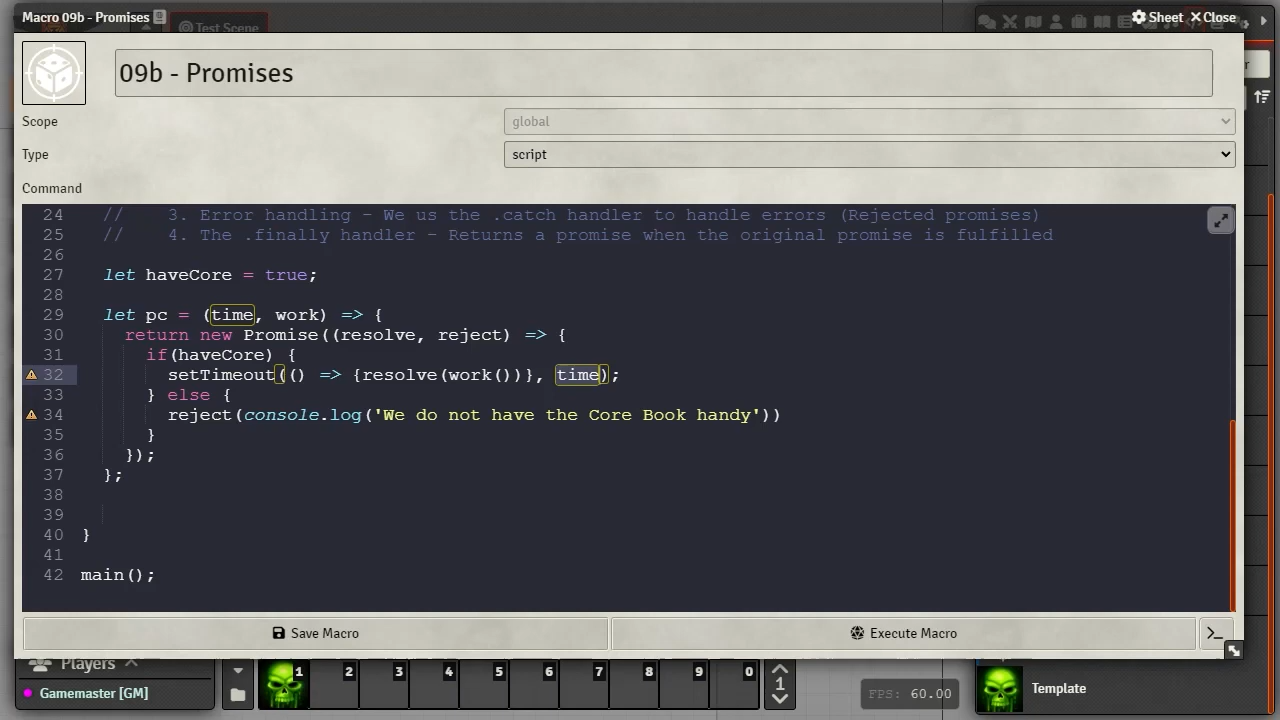 Macro 09b - Promises
Test Scene
Sheet
Close
09b - Promises
Scope
global
Type
script
Command
24 // 3. Error handling - We us the .catch handler to handle errors (Rejected promises)
25 // 4. The .finally handler - Returns a promise when the original promise is fulfilled
26
27 let haveCore = true;
28
29 let pc = (time, work) => {
30 return new Promise((resolve, reject) => {
31 if(haveCore) {
32 setTimeout(() => {resolve(work())}, time);
33 } else {
34 reject(console.log('We do not have the Core Book handy'))
35 }
36 });
37 };
38
39
40 }
41
42 main();
Save Macro
Execute Macro
Players
1 2 3 4 5 6 7 8 9 0
1
Gamemaster [GM]
FPS: 60.00
Template